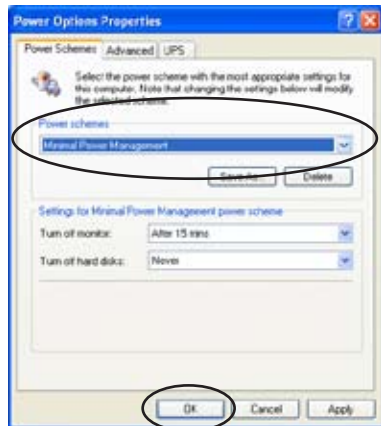 Power Options Properties
Power Schemes Advanced UPS
Select the power scheme with the most appropriate settings for
this computer. Note that changing the settings below will modify
the selected scheme.
Power schemes
Minimal Power Management
Save As... Delete
Settings for Minimal Power Management power scheme
Turn off monitor: After 15 mins
Turn off hard disks: Never
OK Cancel Apply